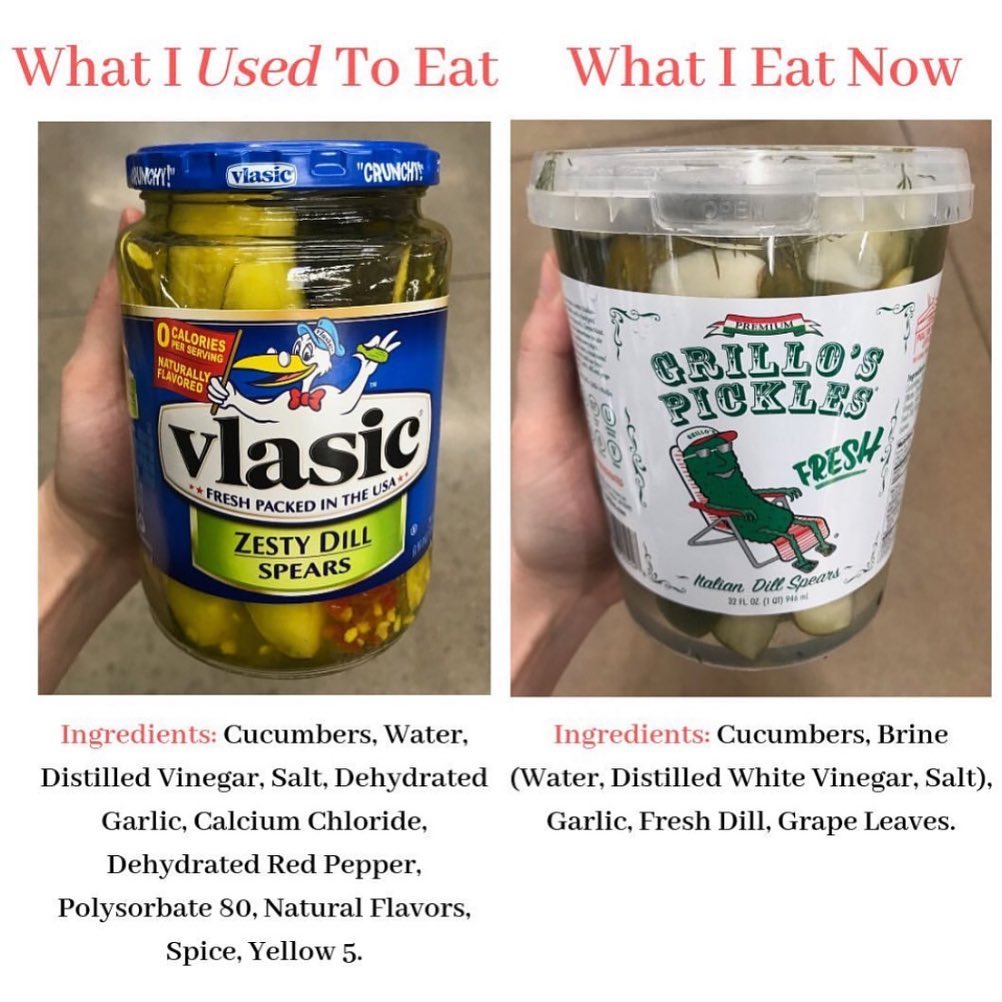 What I Used To Eat
What I Eat Now
"CRUNCHY!"
vlasic
0 CALORIES
PER SERVING
NATURALLY
FLAVORED
vlasic
FRESH PACKED IN THE USA
ZESTY DILL
SPEARS
OPEN
PREMIUM
GRILLO'S
PICKLES
FRESH
Italian Dill Spears
32 FL. OZ. (1 QT) 946 mL
Ingredients: Cucumbers, Water,
Distilled Vinegar, Salt, Dehydrated
Garlic, Calcium Chloride,
Dehydrated Red Pepper,
Polysorbate 80, Natural Flavors,
Spice, Yellow 5.
Ingredients: Cucumbers, Brine
(Water, Distilled White Vinegar, Salt),
Garlic, Fresh Dill, Grape Leaves.